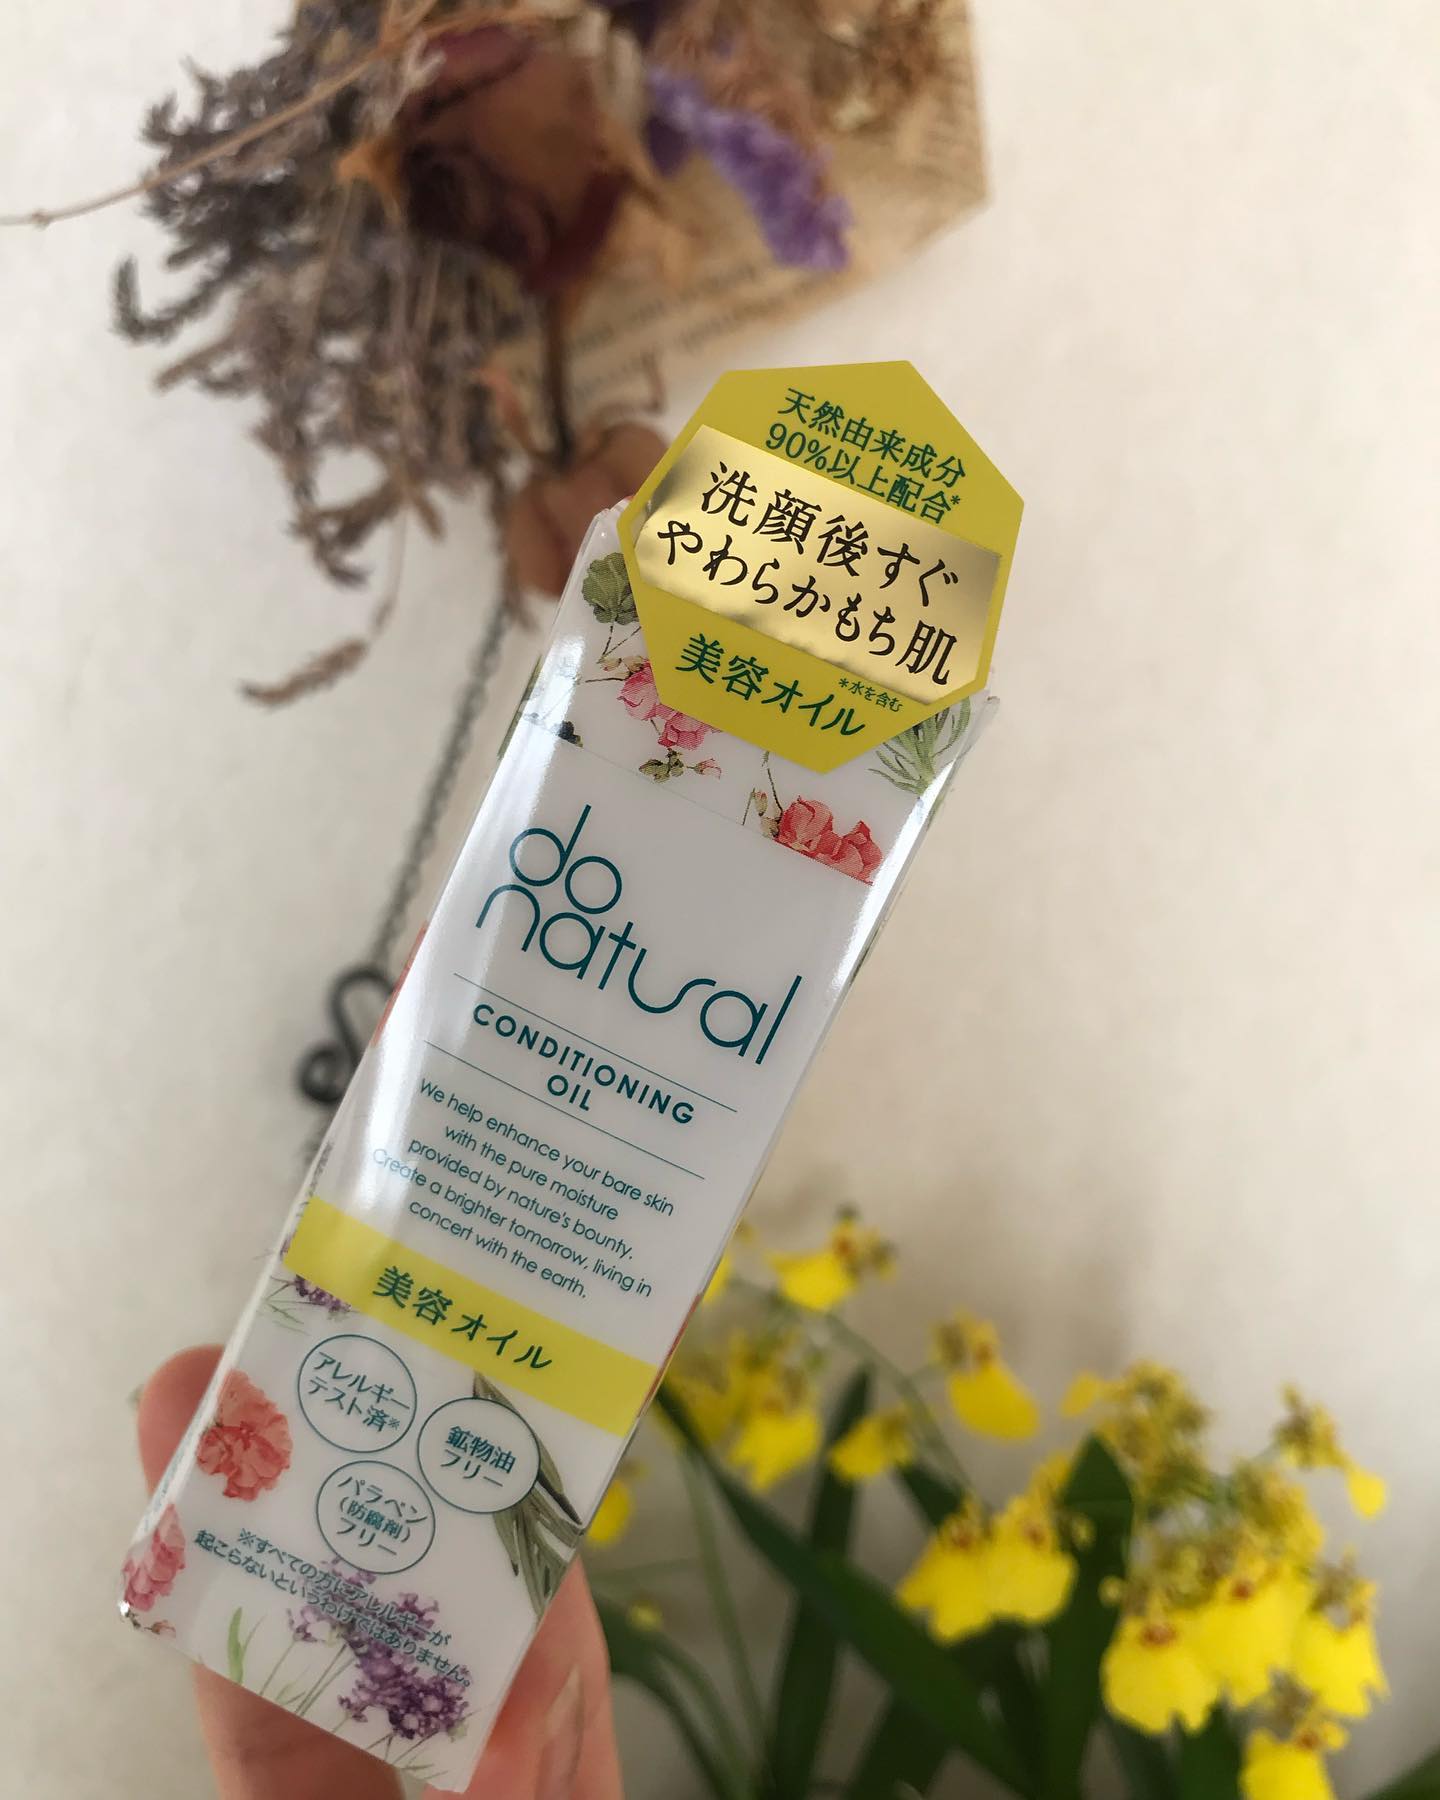 天然由来成分
90%以上配合*
洗顔後すぐ
やわらかもち肌
美容オイル
*水を含む
do
natural
CONDITIONING
OIL
We help enhance your bare skin
with the pure moisture
provided by nature's bounty.
Create a brighter tomorrow, living in
concert with the earth.
美容オイル
アレルギー
テスト済※
鉱物油
フリー
パラベン
(防腐剤)
フリー
※すべての方にアレルギーが
起こらないというわけではありません。